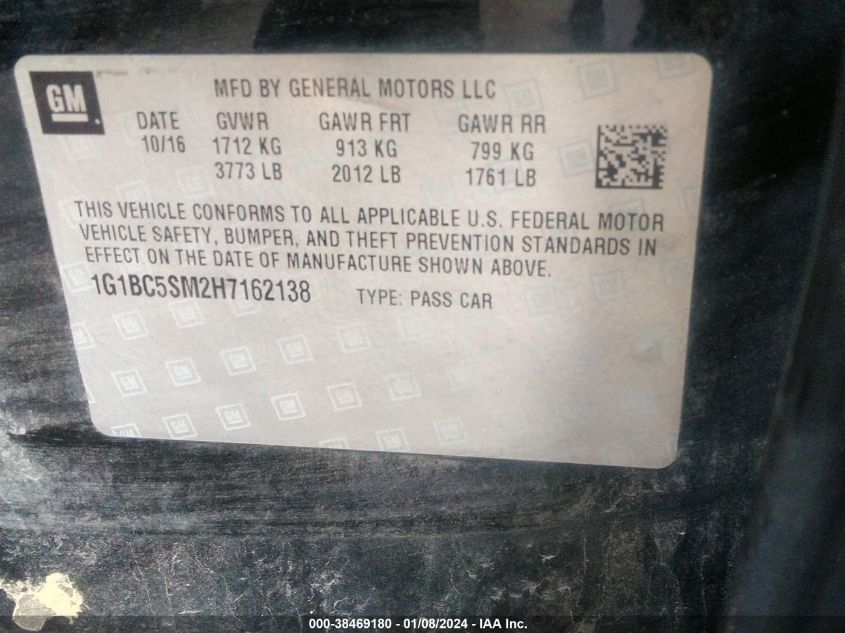 GM
MFD BY GENERAL MOTORS LLC
DATE GVWR GAWR FRT GAWR RR
10/16 1712 KG 913 KG 799 KG
3773 LB 2012 LB 1761 LB
THIS VEHICLE CONFORMS TO ALL APPLICABLE U.S. FEDERAL MOTOR
VEHICLE SAFETY, BUMPER, AND THEFT PREVENTION STANDARDS IN
EFFECT ON THE DATE OF MANUFACTURE SHOWN ABOVE.
1G1BC5SM2H7162138 TYPE: PASS CAR
000-38469180 - 01/08/2024 - IAA Inc.